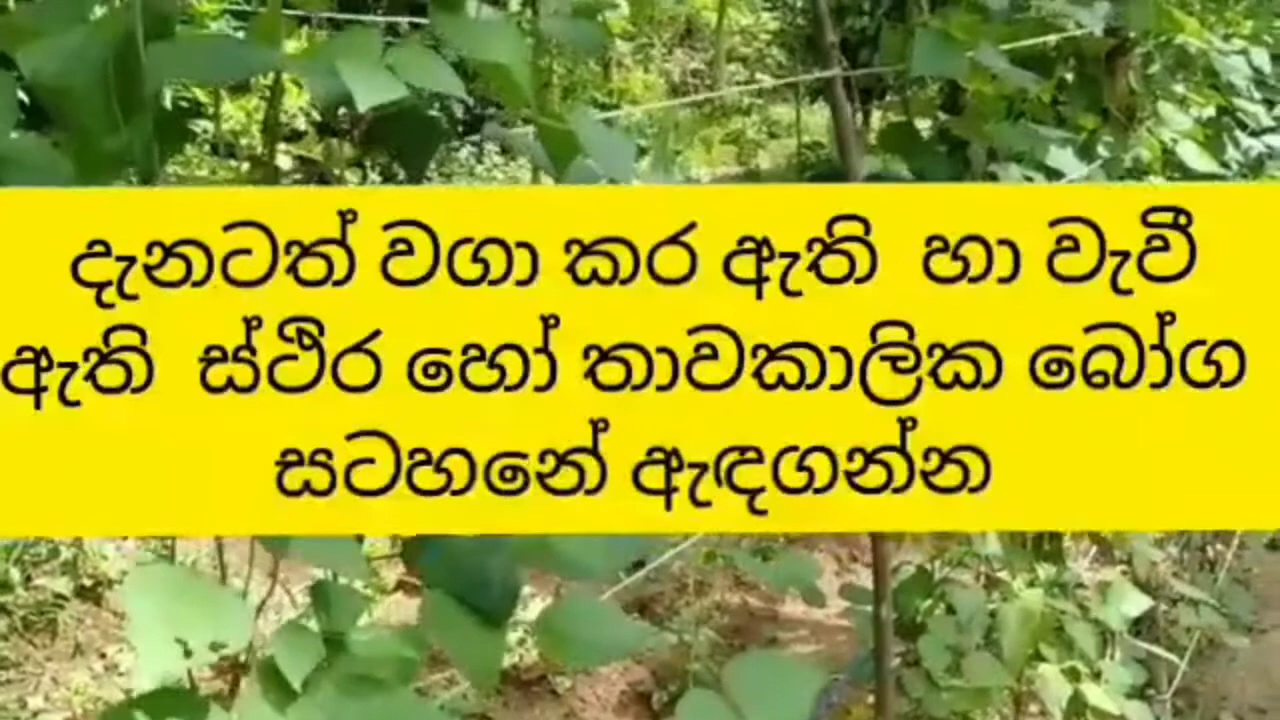 දැනටත් වගා කර ඇති හා වැවී
ඇති ස්ථිර හෝ තාවකාලික බෝග
සටහනේ ඇඳගන්න